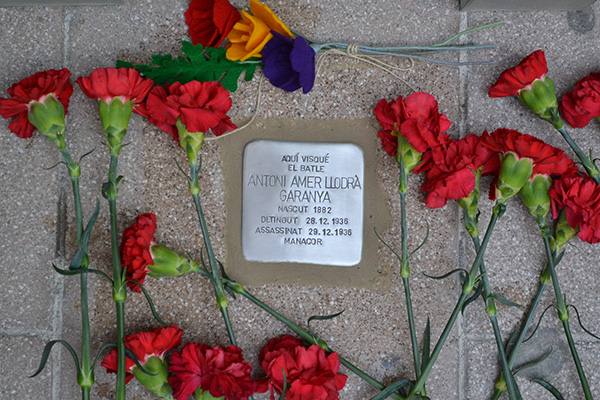 AQUÍ VISQUÉ
EL BATLE
ANTONI AMER LLODRÀ
GARANYA
NASCUT 1882
DETINGUT 28.12.1936
ASSASSINAT 29.12.1936
MANACOR